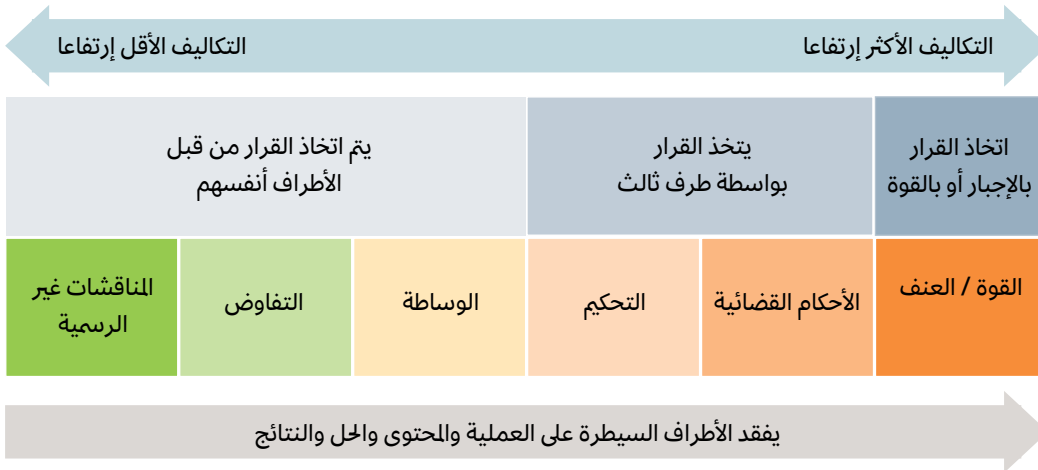 التكاليف الأكثر إرتفاعا
التكاليف الأقل إرتفاعا
اتخاذ القرار
بالإجبار أو بالقوة
يتخذ القرار
بواسطة طرف ثالث
يتم اتخاذ القرار من قبل
الأطراف أنفسهم
القوة / العنف
الأحكام القضائية
التحكيم
الوساطة
التفاوض
المناقشات غير
الرسمية
يفقد الأطراف السيطرة على العملية والمحتوى والحل والنتائج